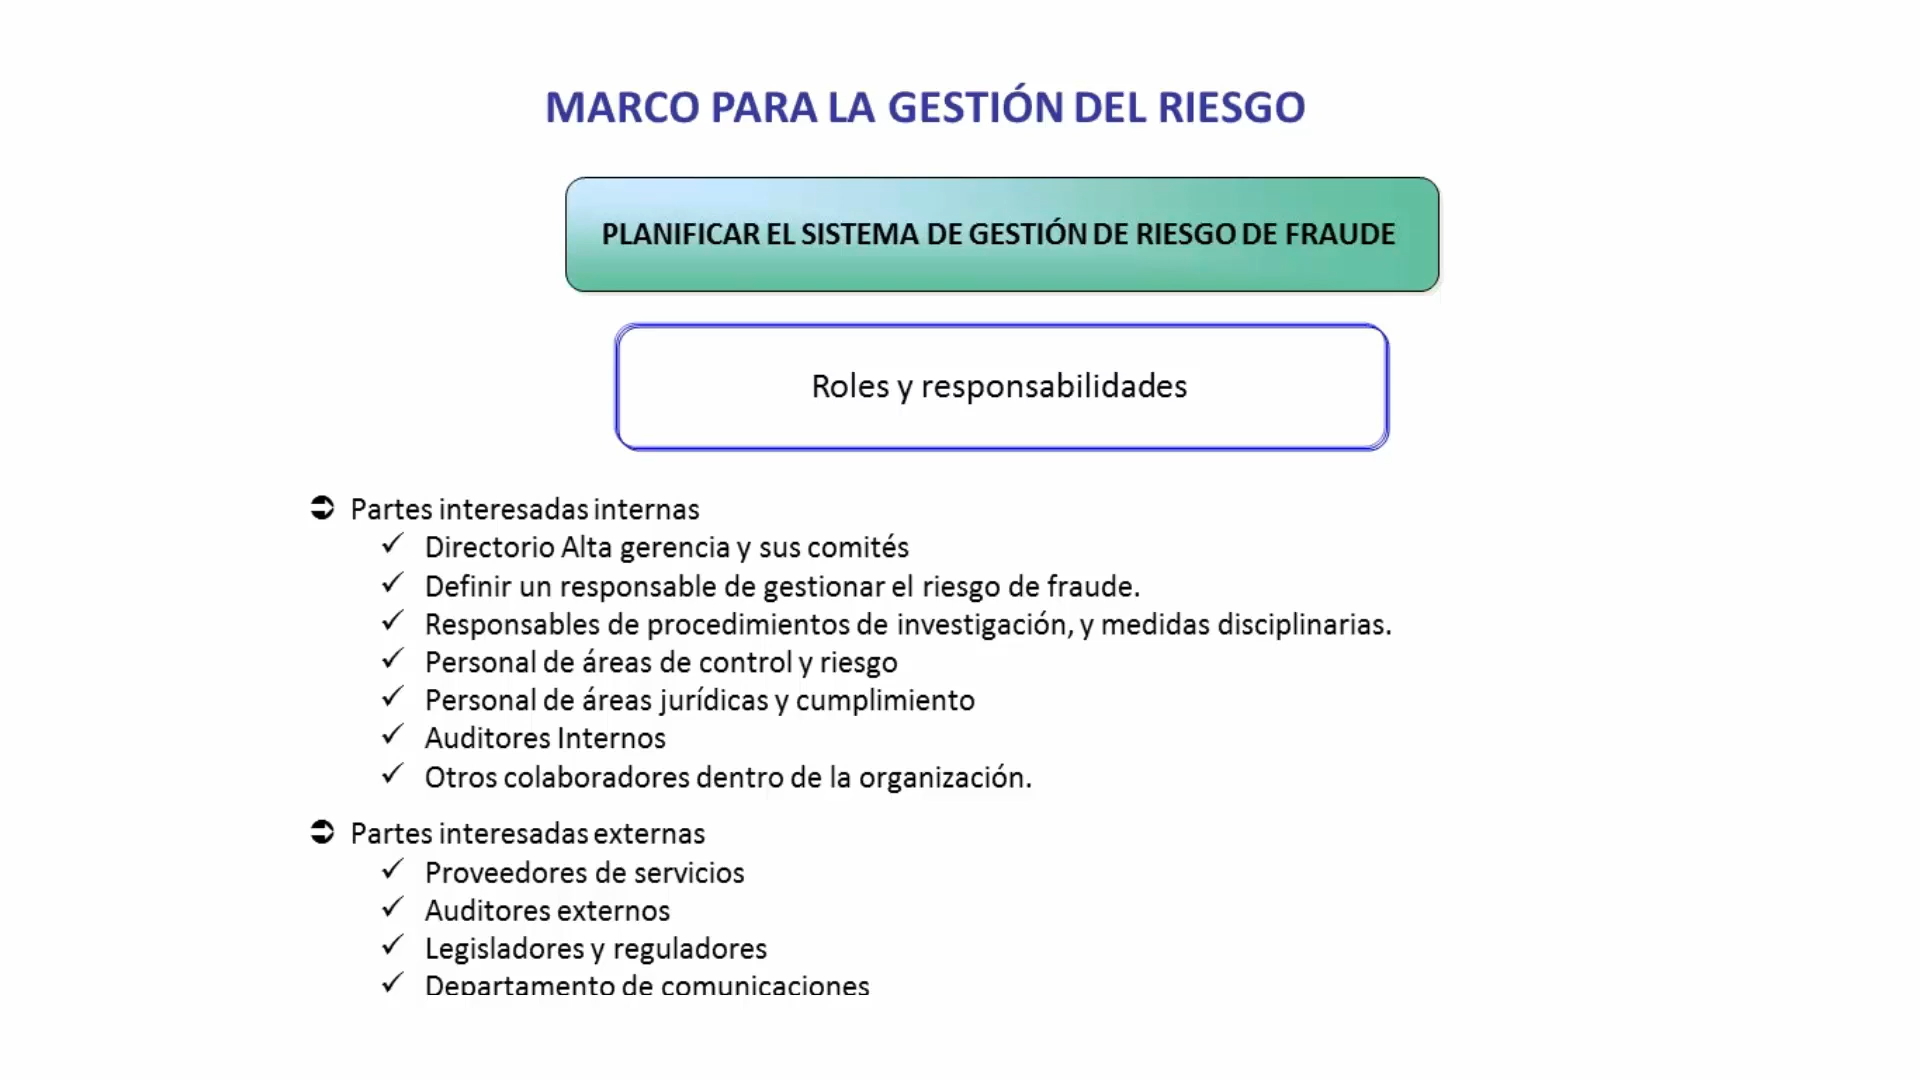 MARCO PARA LA GESTIÓN DEL RIESGO
PLANIFICAR EL SISTEMA DE GESTIÓN DE RIESGO DE FRAUDE
Roles y responsabilidades
Partes interesadas internas
Directorio Alta gerencia y sus comités
Definir un responsable de gestionar el riesgo de fraude.
Responsables de procedimientos de investigación, y medidas disciplinarias.
Personal de áreas de control y riesgo
Personal de áreas jurídicas y cumplimiento
Auditores Internos
Otros colaboradores dentro de la organización.
Partes interesadas externas
Proveedores de servicios
Auditores externos
Legisladores y reguladores
Departamento de comunicaciones